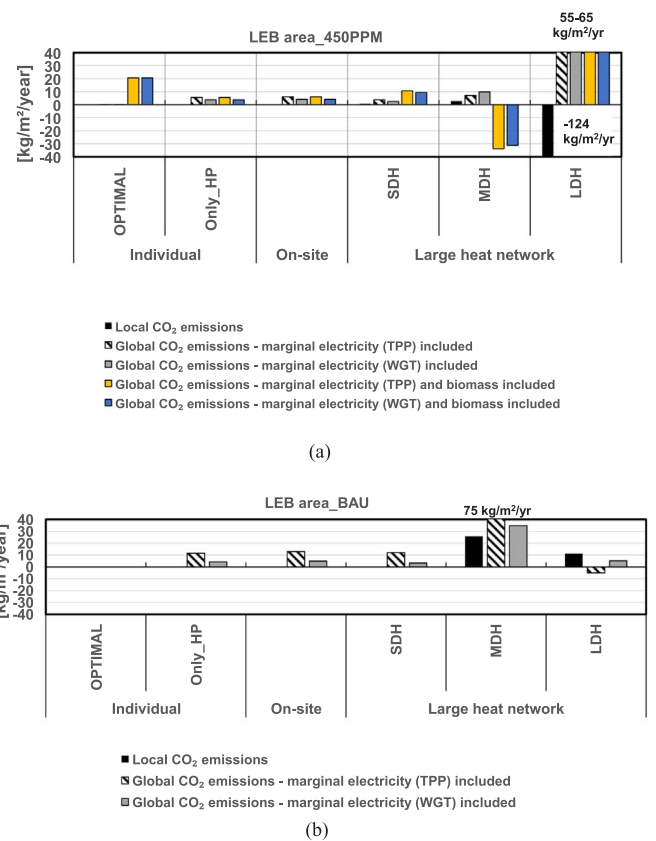 LEB area_450PPM
55-65
kg/m²/yr
[kg/m²/year]
40
30
20
10
0
-10
-20
-30
-40
-124
kg/m²/yr
OPTIMAL
Only_HP
SDH
MDH
LDH
Individual
On-site
Large heat network
Local CO₂ emissions
Global CO₂ emissions - marginal electricity (TPP) included
Global CO₂ emissions - marginal electricity (WGT) included
Global CO₂ emissions - marginal electricity (TPP) and biomass included
Global CO₂ emissions - marginal electricity (WGT) and biomass included
(a)
LEB area_BAU
75 kg/m²/yr
[kg/m²/year]
40
30
20
10
0
-10
-20
-30
-40
OPTIMAL
Only_HP
SDH
MDH
LDH
Individual
On-site
Large heat network
Local CO₂ emissions
Global CO₂ emissions - marginal electricity (TPP) included
Global CO₂ emissions - marginal electricity (WGT) included
(b)